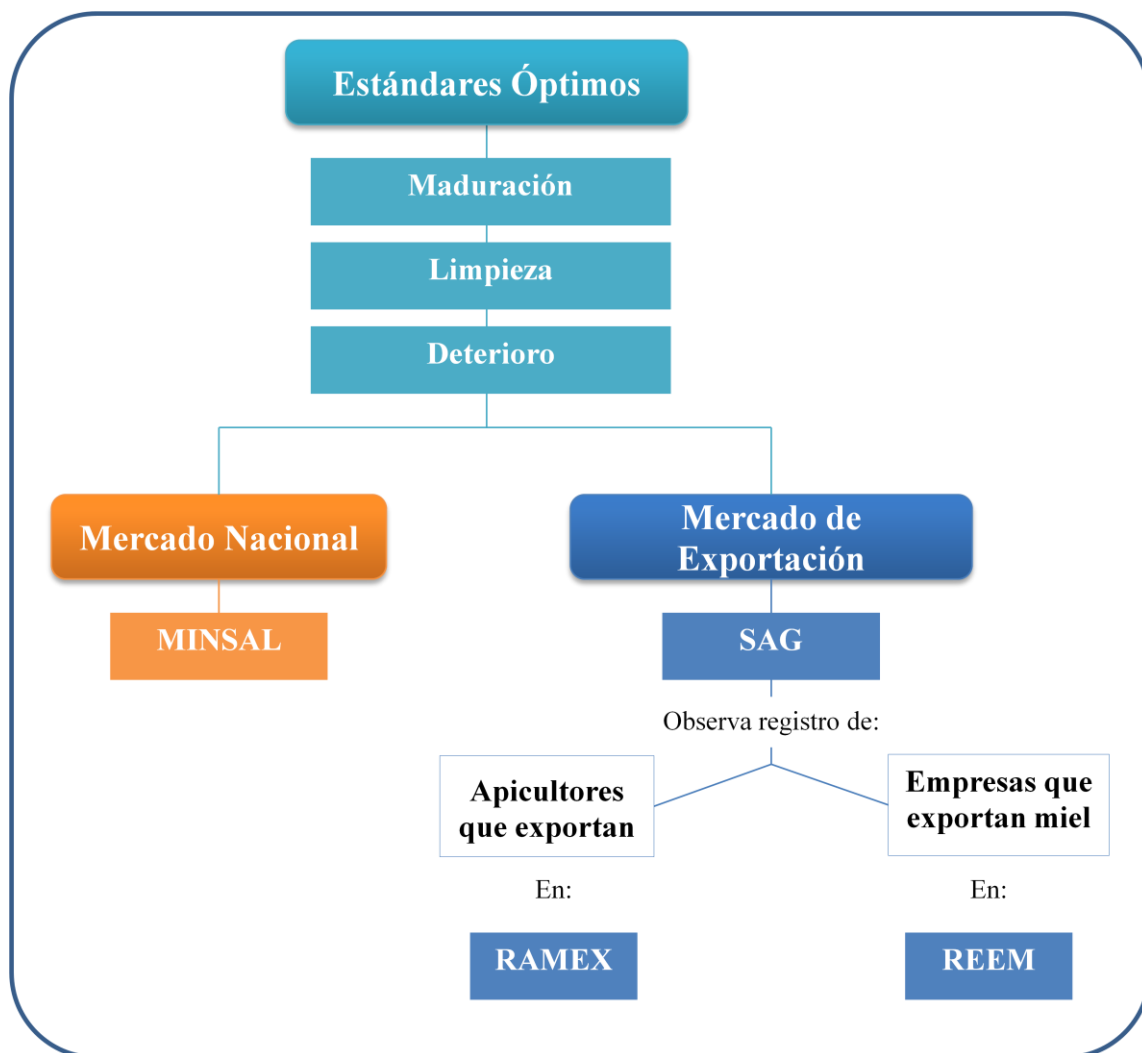 Estándares Óptimos
Maduración
Limpieza
Deterioro
Mercado Nacional
MINSAL
Mercado de
Exportación
SAG
Observa registro de:
Apicultores
que exportan
En:
RAMEX
Empresas que
exportan miel
En:
REEM